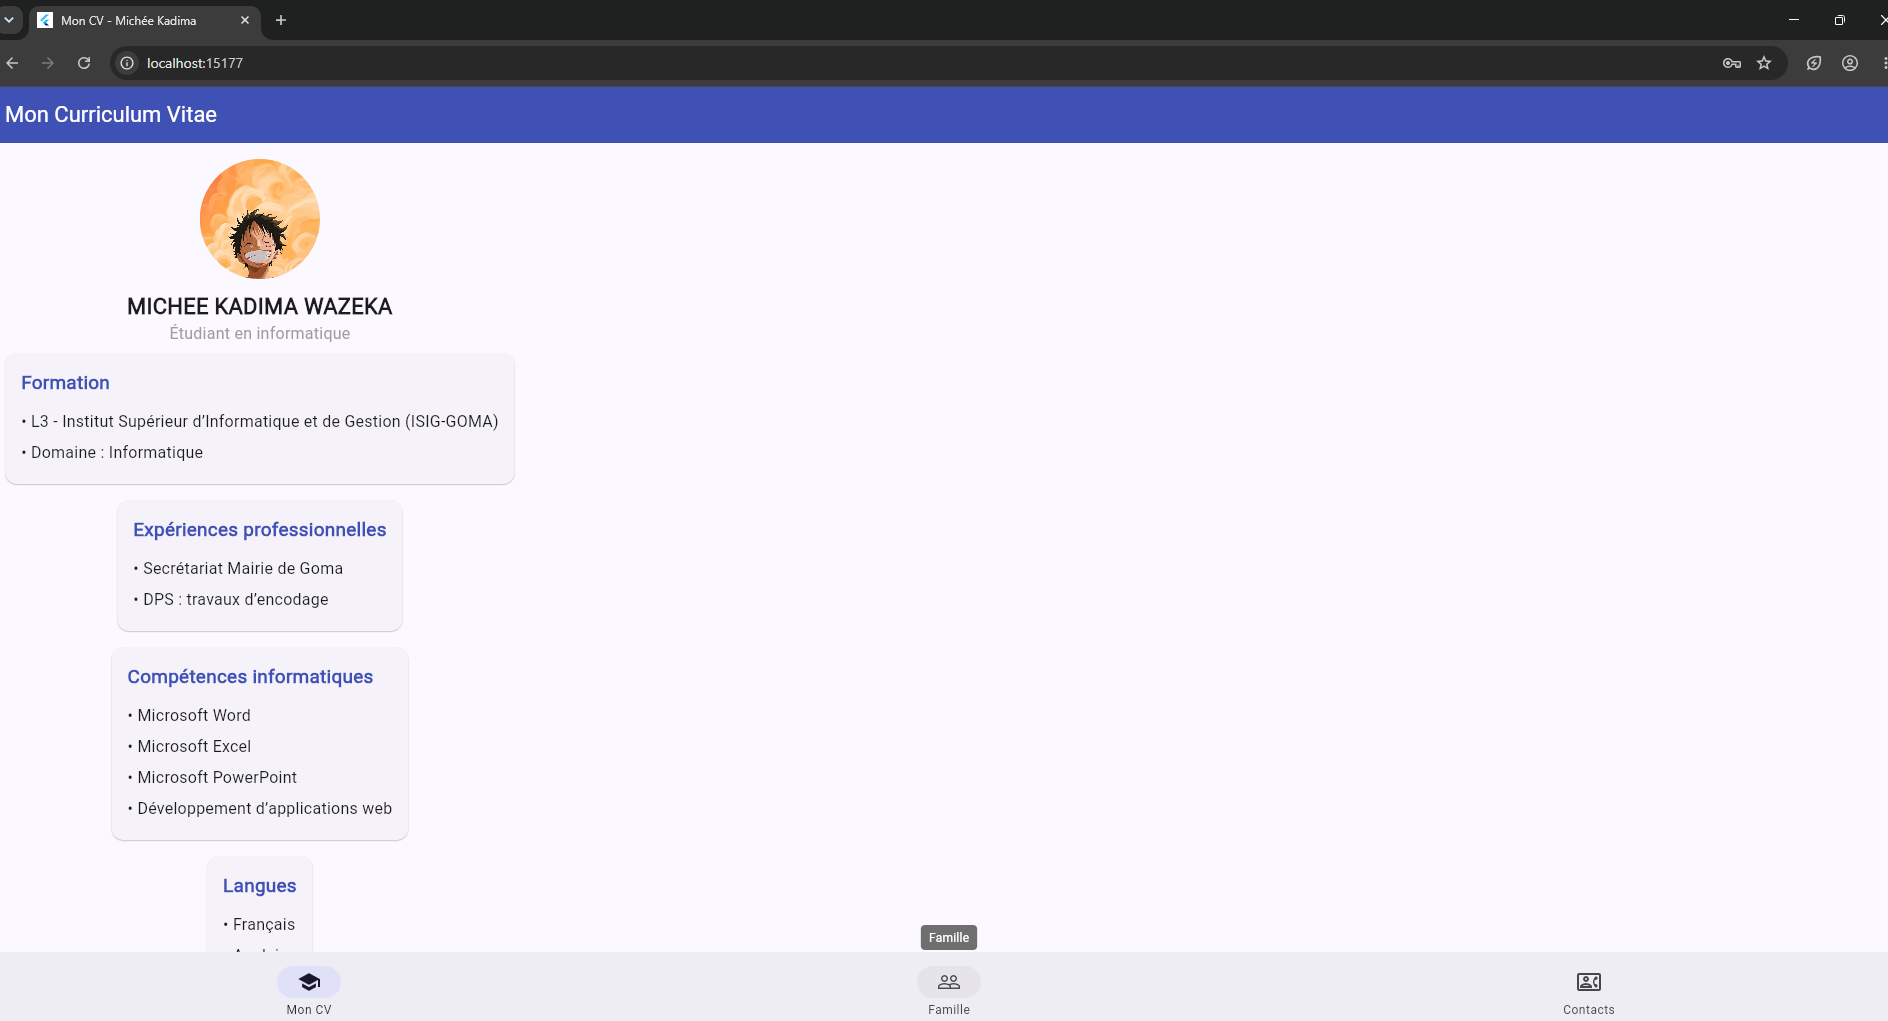 Mon CV - Michée Kadima
localhost:15177
Mon Curriculum Vitae
MICHEE KADIMA WAZEKA
Étudiant en informatique
Formation
• L3 - Institut Supérieur d’Informatique et de Gestion (ISIG-GOMA)
• Domaine : Informatique
Expériences professionnelles
• Secrétariat Mairie de Goma
• DPS : travaux d’encodage
Compétences informatiques
• Microsoft Word
• Microsoft Excel
• Microsoft PowerPoint
• Développement d’applications web
Langues
• Français
Famille
Mon CV
Famille
Contacts